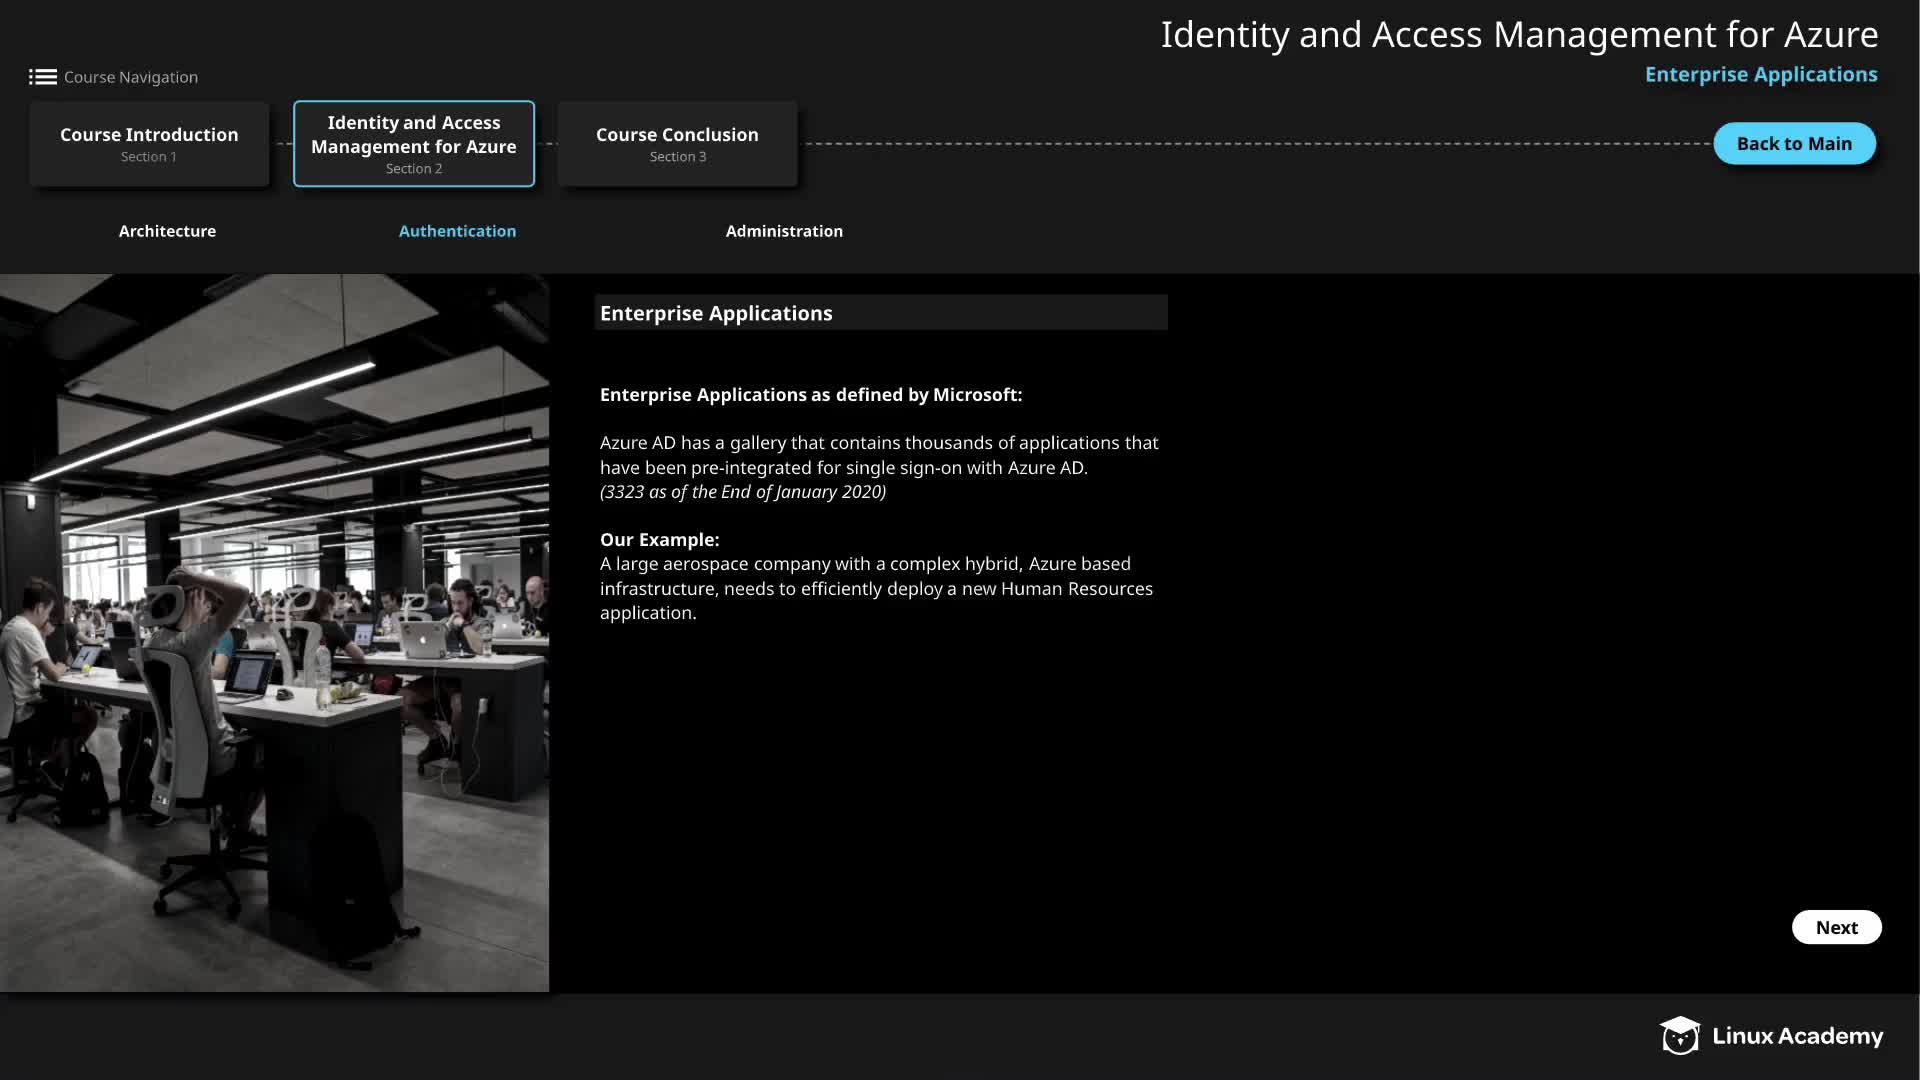 Identity and Access Management for Azure
Enterprise Applications
Course Navigation
Course Introduction
Section 1
Identity and Access
Management for Azure
Section 2
Course Conclusion
Section 3
Back to Main
Architecture
Authentication
Administration
Enterprise Applications
Enterprise Applications as defined by Microsoft:
Azure AD has a gallery that contains thousands of applications that
have been pre-integrated for single sign-on with Azure AD.
(3323 as of the End of January 2020)
Our Example:
A large aerospace company with a complex hybrid, Azure based
infrastructure, needs to efficiently deploy a new Human Resources
application.
Next
Linux Academy